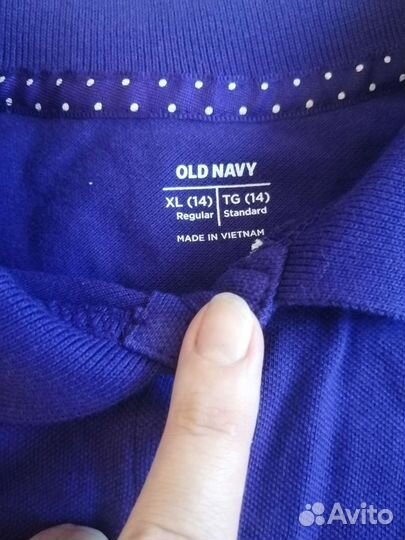 OLD NAVY
XL (14) TG (14)
Regular Standard
MADE IN VIETNAM
Avito